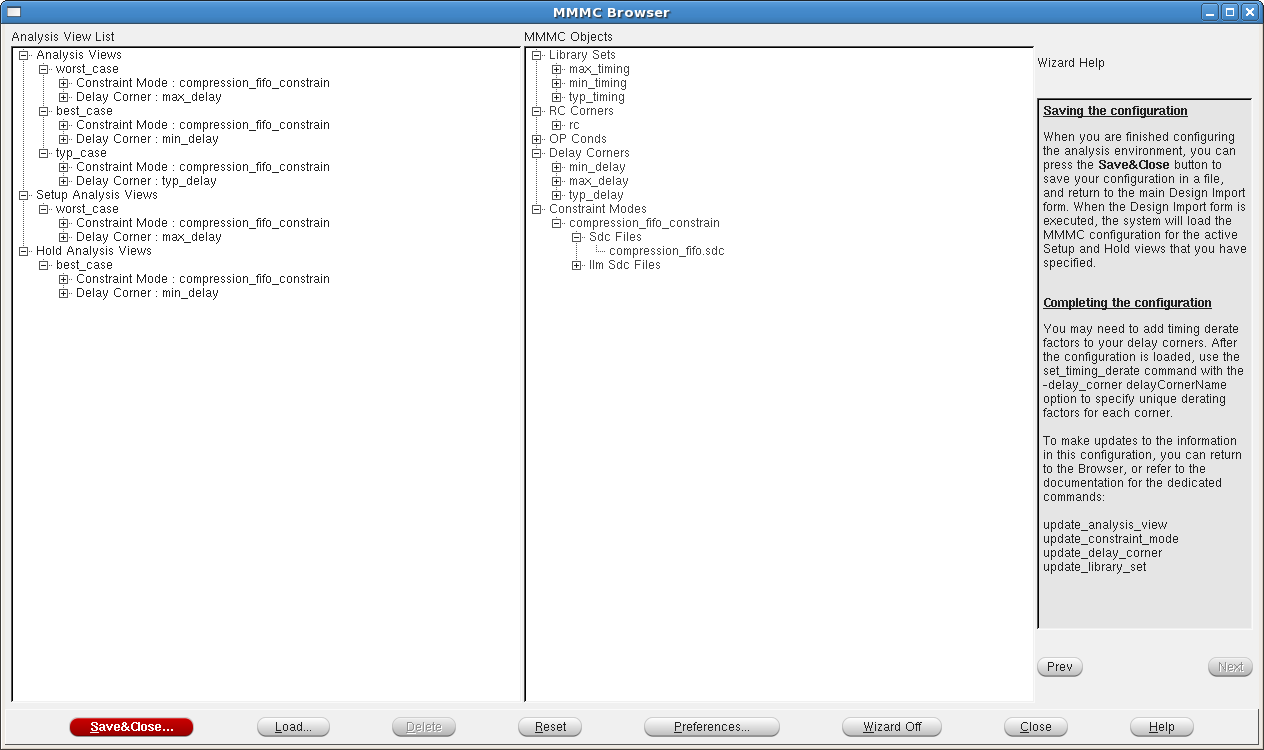 MMMC Browser
Analysis View List
Analysis Views
worst_case
Constraint Mode : compression_fifo_constrain
Delay Corner : max_delay
best_case
Constraint Mode : compression_fifo_constrain
Delay Corner : min_delay
typ_case
Constraint Mode : compression_fifo_constrain
Delay Corner : typ_delay
Setup Analysis Views
worst_case
Constraint Mode : compression_fifo_constrain
Delay Corner : max_delay
Hold Analysis Views
best_case
Constraint Mode : compression_fifo_constrain
Delay Corner : min_delay
MMMC Objects
Library Sets
max_timing
min_timing
typ_timing
RC Corners
rc
OP Conds
Delay Corners
min_delay
max_delay
typ_delay
Constraint Modes
compression_fifo_constrain
Sdc Files
compression_fifo.sdc
Ilm Sdc Files
Wizard Help
Saving the configuration
When you are finished configuring
the analysis environment, you can
press the Save&Close button to
save your configuration in a file,
and return to the main Design Import
form. When the Design Import form is
executed, the system will load the
MMMC configuration for the active
Setup and Hold views that you have
specified.
Completing the configuration
You may need to add timing derate
factors to your delay corners. After
the configuration is loaded, use the
set_timing_derate command with the
-delay_corner delayCornerName
option to specify unique derating
factors for each corner.
To make updates to the information
in this configuration, you can return
to the Browser, or refer to the
documentation for the dedicated
commands:
update_analysis_view
update_constraint_mode
update_delay_corner
update_library_set
Prev
Next
Save&Close...
Load...
Delete
Reset
Preferences...
Wizard Off
Close
Help